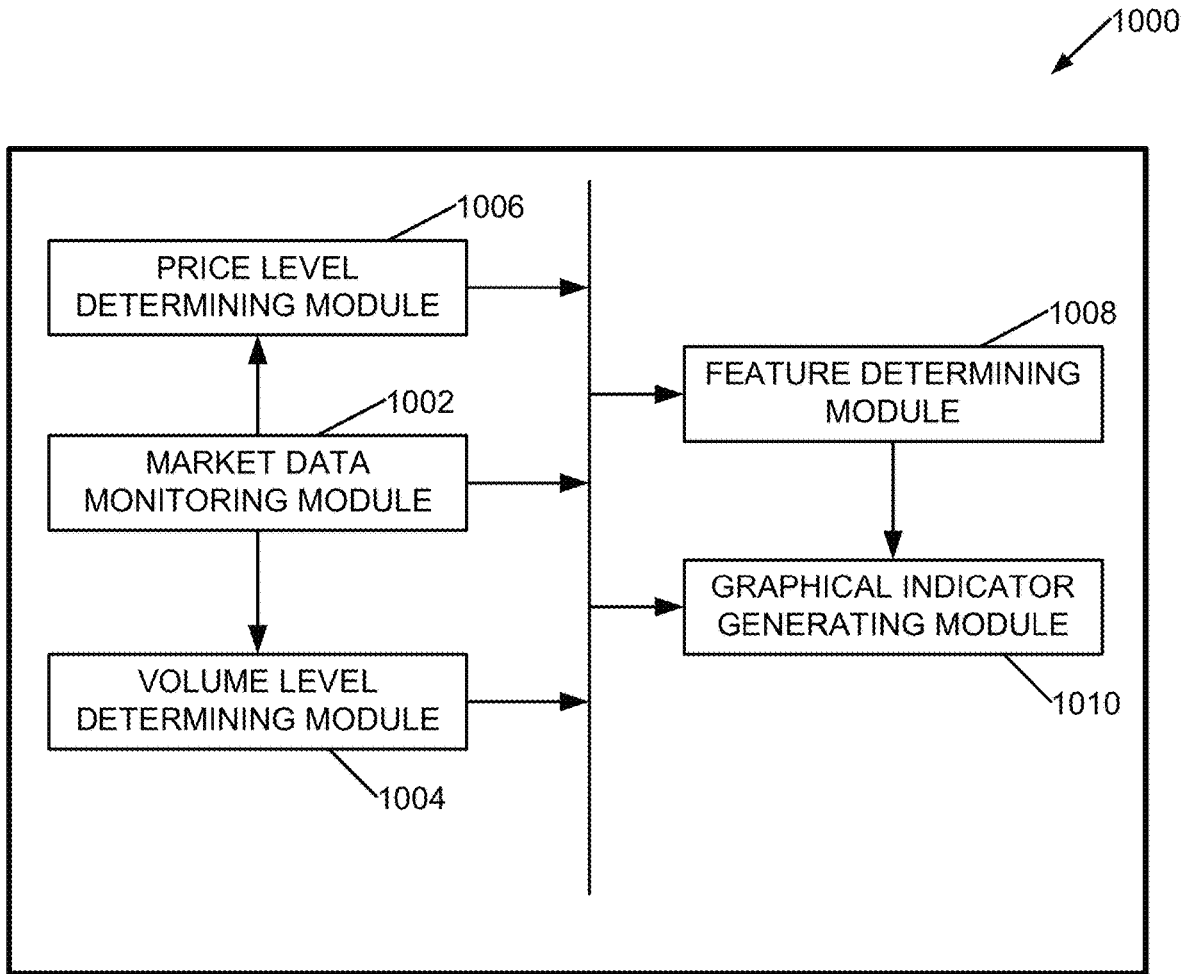 1000
1006
PRICE LEVEL
DETERMINING MODULE
1002
MARKET DATA
MONITORING MODULE
VOLUME LEVEL
DETERMINING MODULE
1004
1008
FEATURE DETERMINING
MODULE
GRAPHICAL INDICATOR
GENERATING MODULE
1010